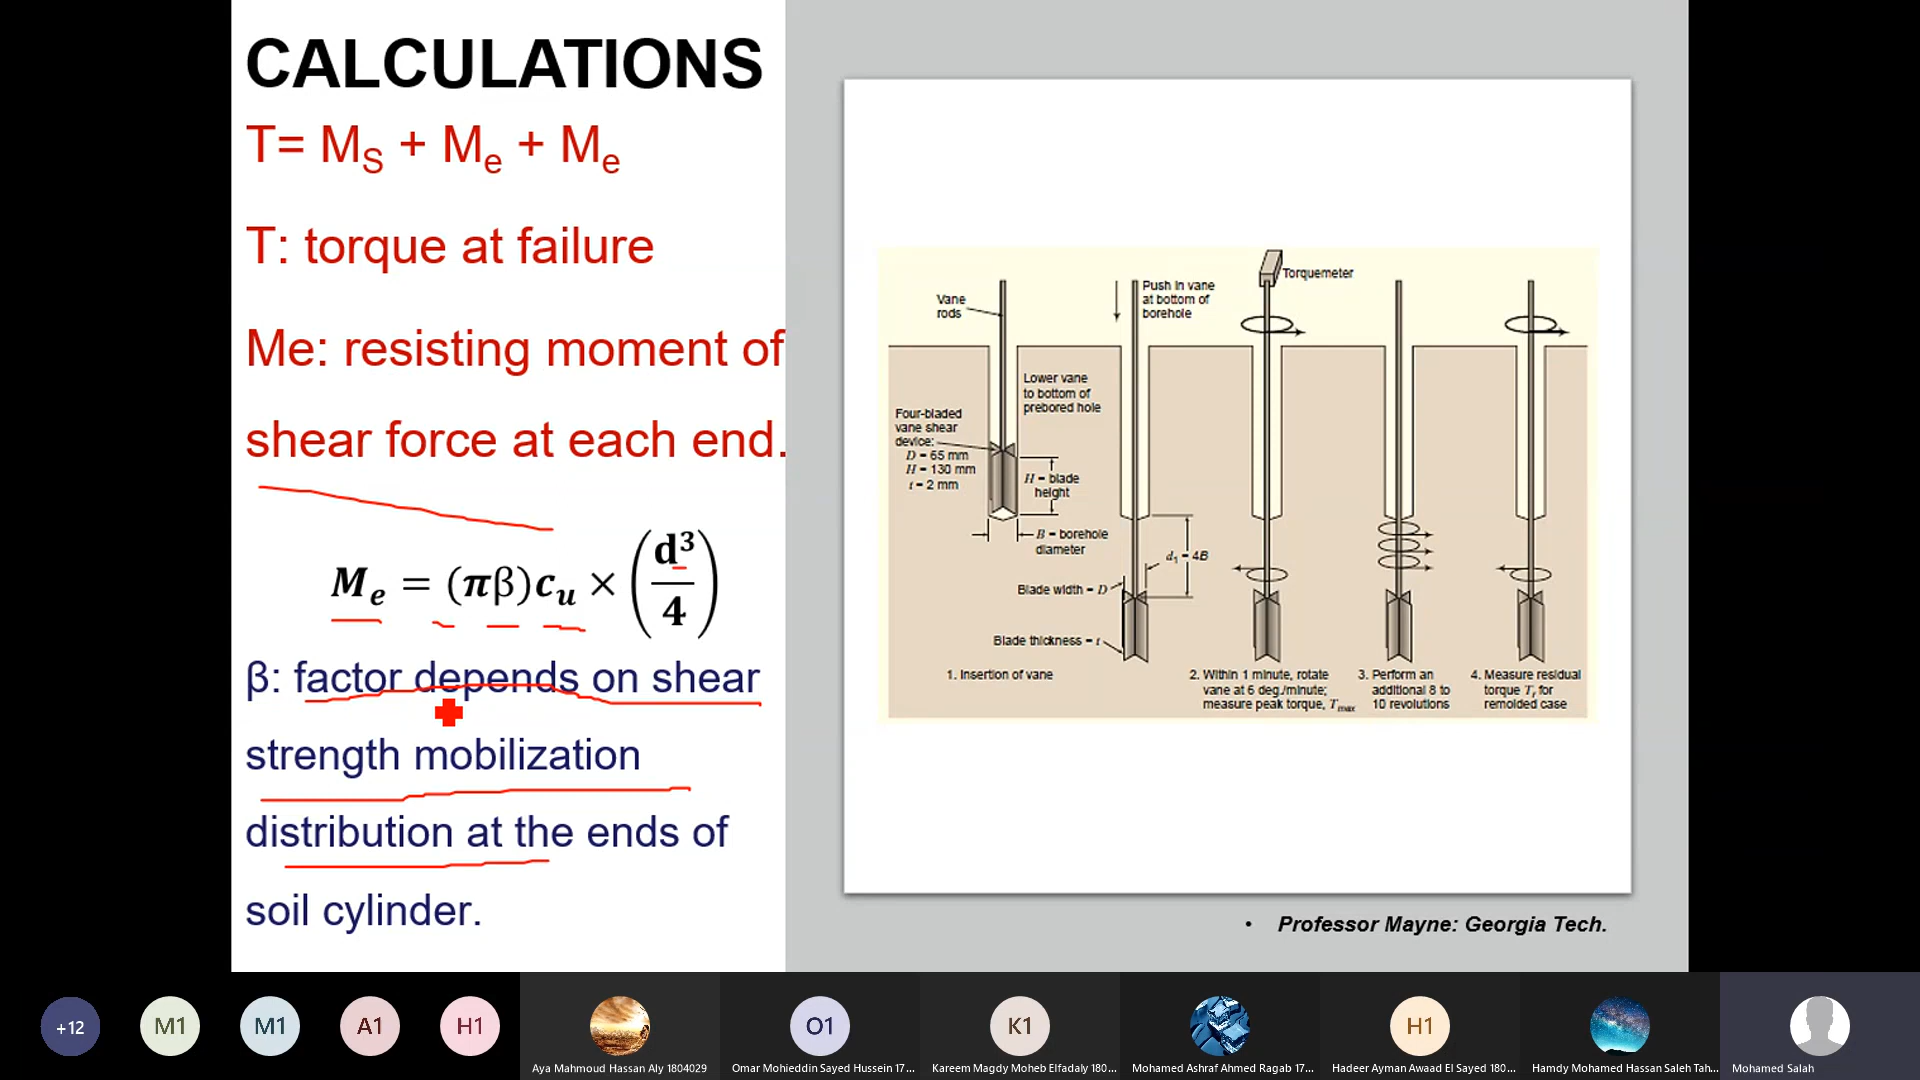 CALCULATIONS
T= MS + Me + Me
T: torque at failure
Me: resisting moment of
shear force at each end.
Me = (πβ)cu × (d³/4)
β: factor depends on shear
strength mobilization
distribution at the ends of
soil cylinder.
Torquemeter
Vane
rods
Push in vane
at bottom of
borehole
Lower vane
to bottom of
prebored hole
Four-bladed
vane shear
device:
D = 65 mm
H = 130 mm
t = 2 mm
H = blade
height
B = borehole
diameter
d1 = 4B
Blade width = D
Blade thickness = t
1. Insertion of vane
2. Within 1 minute, rotate
vane at 6 deg./minute;
measure peak torque, Tmax
3. Perform an
additional 8 to
10 revolutions
4. Measure residual
torque Tr for
remolded case
• Professor Mayne: Georgia Tech.
+12
M1
M1
A1
H1
O1
K1
H1
Aya Mahmoud Hassan Aly 1804029
Omar Mohieddin Sayed Hussein 17...
Kareem Magdy Moheb Elfadaly 180...
Mohamed Ashraf Ahmed Ragab 17...
Hadeer Ayman Awaad El Sayed 180...
Hamdy Mohamed Hassan Saleh Tah...
Mohamed Salah